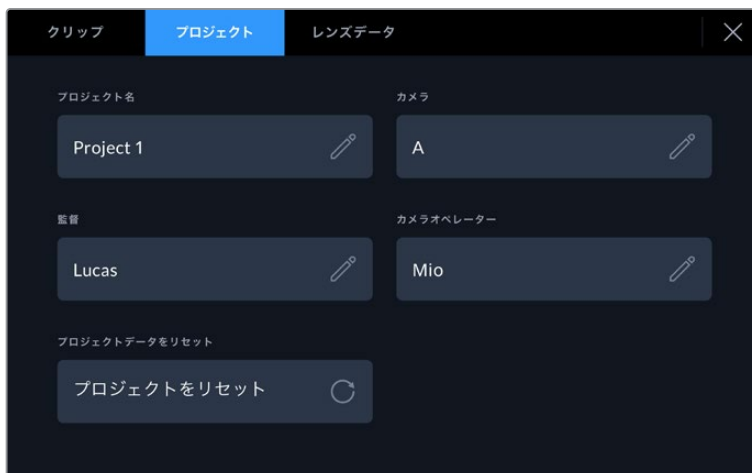 クリップ プロジェクト レンズデータ
プロジェクト名 カメラ
Project 1 A
監督 カメラオペレーター
Lucas Mio
プロジェクトデータをリセット
プロジェクトをリセット